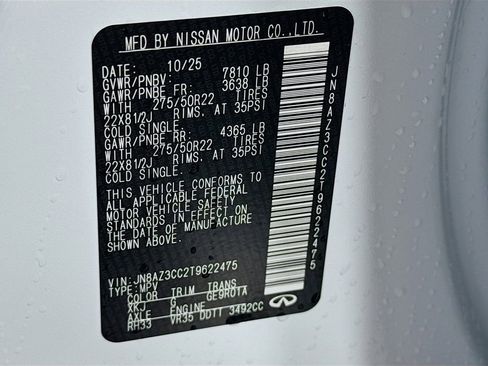 MFD BY NISSAN MOTOR CO.,LTD.
DATE: 10/25
GVWR/PNBV: 7810 LB
GAWR/PNBE FR: 3638 LB
WITH 275/50R22 TIRES
22X81/2J RIMS. AT 35PSI
COLD SINGLE.
GAWR/PNBE RR: 4365 LB
WITH 275/50R22 TIRES
22X81/2J RIMS. AT 35PSI
COLD SINGLE.
THIS VEHICLE CONFORMS TO
ALL APPLICABLE FEDERAL
MOTOR VEHICLE SAFETY
STANDARDS IN EFFECT ON
THE DATE OF MANUFACTURE
SHOWN ABOVE.
VIN: JN8AZ3CC2T9622475
TYPE: MPV
COLOR TRIM TRANS
XKJ G GE9R01A
AXLE ENGINE
RH33 VR35 DDTT 3492CC
JN8AZ3CC2T9622475
INFINITI